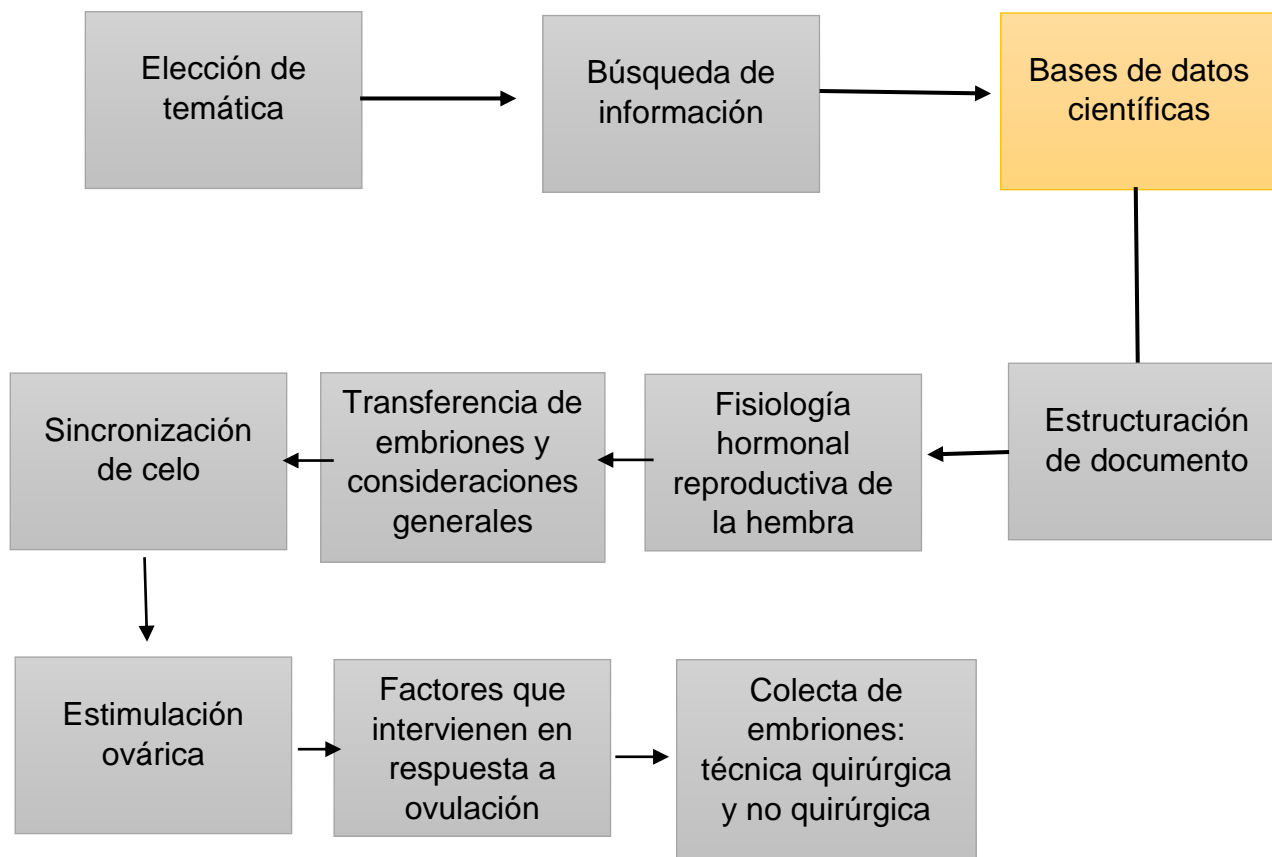 Elección de
temática
Búsqueda de
información
Bases de datos
científicas
Estructuración
de documento
Fisiología
hormonal
reproductiva de
la hembra
Transferencia de
embriones y
consideraciones
generales
Sincronización
de celo
Estimulación
ovárica
Factores que
intervienen en
respuesta a
ovulación
Colecta de
embriones:
técnica quirúrgica
y no quirúrgica